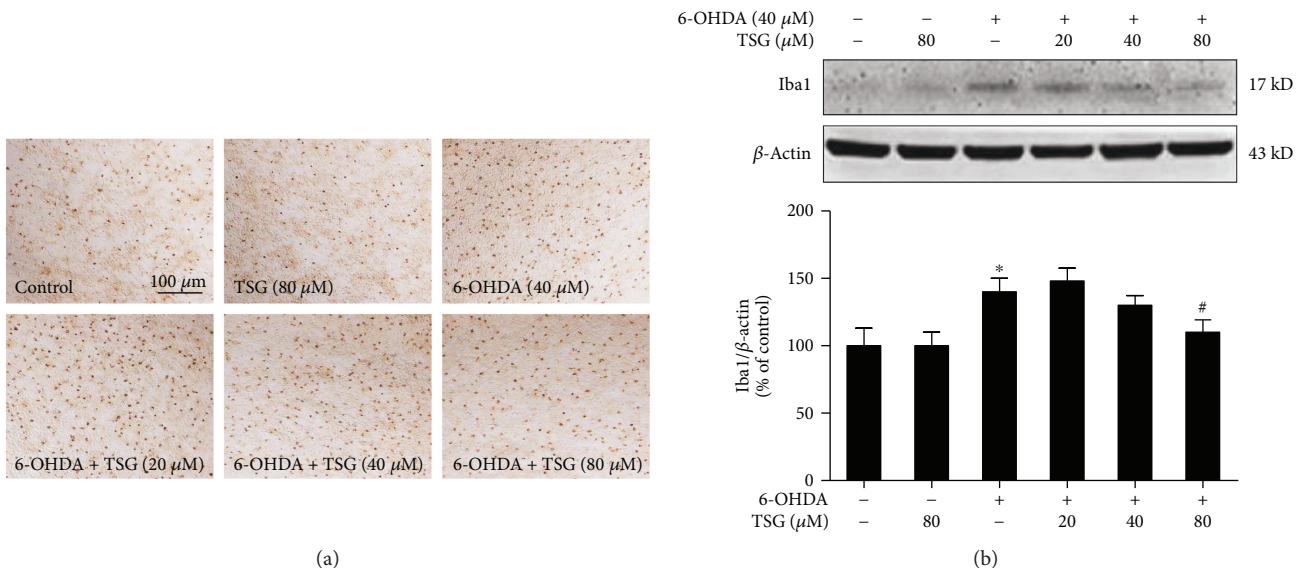 Control
100 μm
TSG (80 μM)
6-OHDA (40 μM)
6-OHDA + TSG (20 μM)
6-OHDA + TSG (40 μM)
6-OHDA + TSG (80 μM)
(a)
6-OHDA (40 μM) – – + + + +
TSG (μM) – 80 – 20 40 80
Iba1 17 kD
β-Actin 43 kD
200
150
100
50
0
Iba1/β-actin
(% of control)
*
#
6-OHDA – – + + + +
TSG (μM) – 80 – 20 40 80
(b)